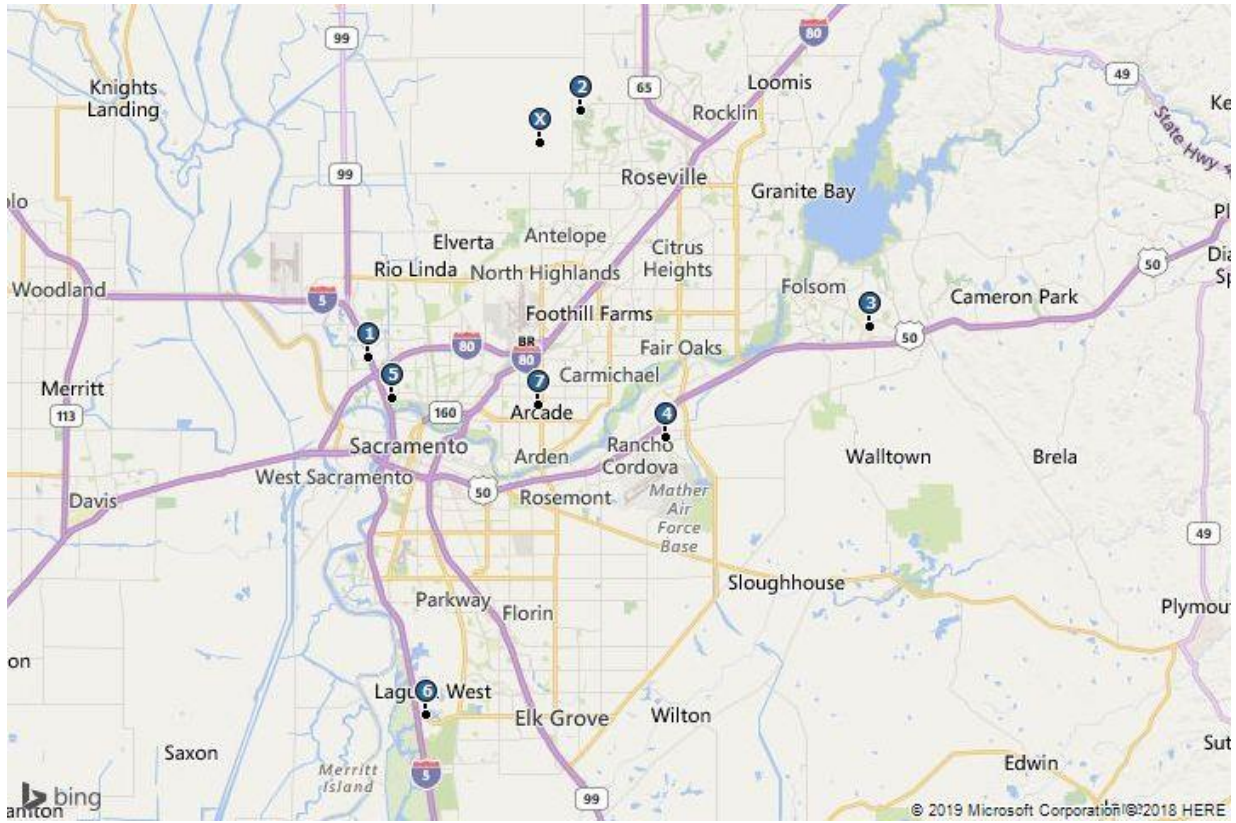 99
80
Knights
Landing
Loomis
49
2
65
Rocklin
X
State Hwy
99
Roseville
Granite Bay
Elverta
Antelope
Citrus
Heights
50
Rio Linda
North Highlands
Woodland
5
Folsom
3
Cameron Park
Foothill Farms
1
80
BR
80
50
Fair Oaks
Merritt
5
7
Carmichael
113
160
Arcade
4
Sacramento
Arden
Rancho
Cordova
Walltown
Brela
West Sacramento
50
Rosemont
Davis
Mather
Air
Force
Base
49
Sloughhouse
Parkway
Florin
6
West
Elk Grove
Wilton
Saxon
Merritt
Island
5
Edwin
99
bing
© 2019 Microsoft Corporation © 2018 HERE